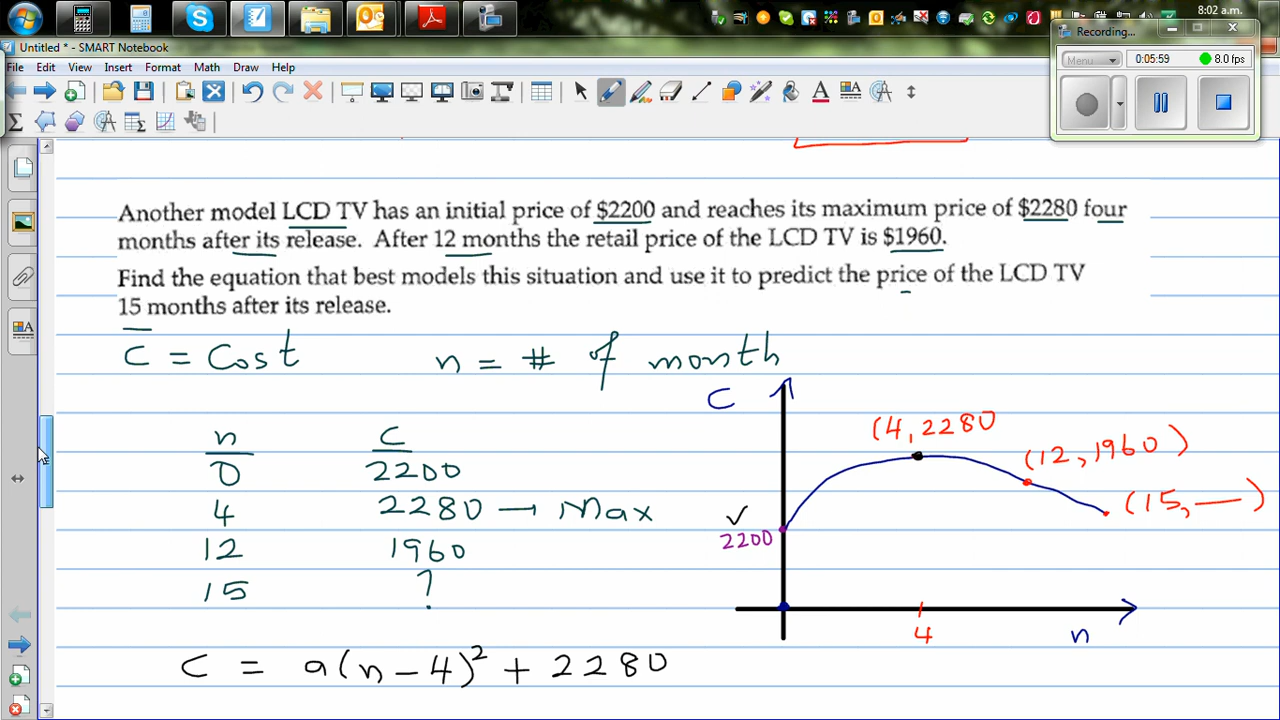 8:02 a.m.
Untitled * - SMART Notebook
Recording...
File Edit View Insert Format Math Draw Help
Menu
0:05:59
8.0 fps
Another model LCD TV has an initial price of $2200 and reaches its maximum price of $2280 four
months after its release. After 12 months the retail price of the LCD TV is $1960.
Find the equation that best models this situation and use it to predict the price of the LCD TV
15 months after its release.
C = Cost n = # of month
C
(4,2280
(12,1960)
(15,—)
n C
0 2200
4 2280 → Max
12 1960
15 ?
✓
2200
4
n
C = a(n-4)² + 2280